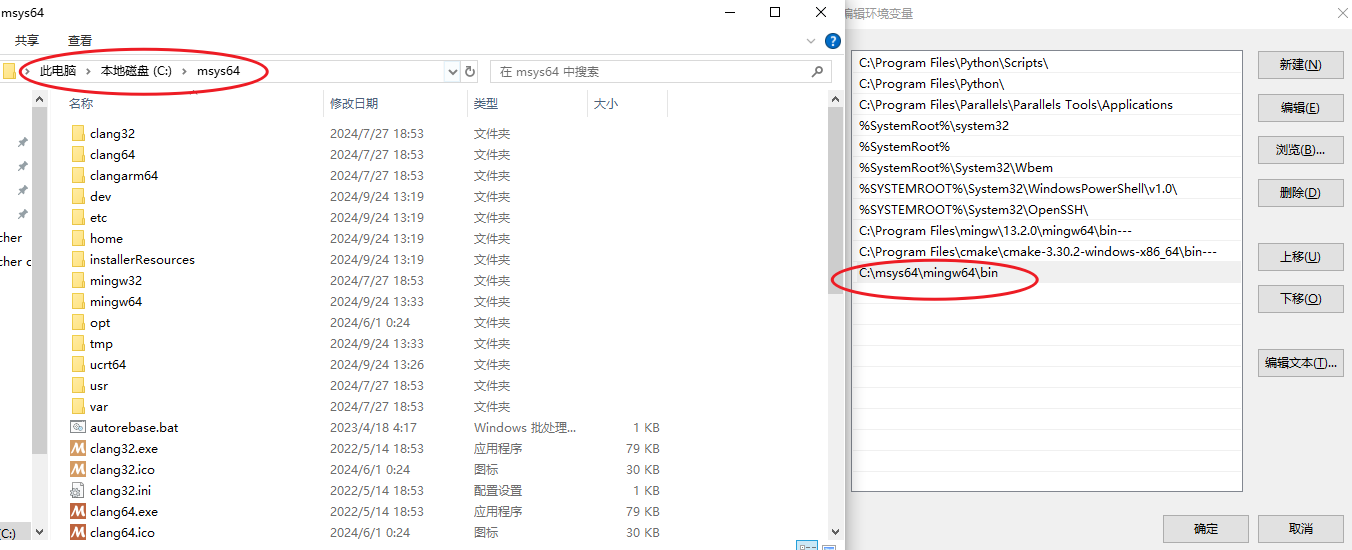 msys64
共享 查看
此电脑 › 本地磁盘 (C:) › msys64
在 msys64 中搜索
名称 修改日期 类型 大小
cher
cher c
(C:)
clang32 2024/7/27 18:53 文件夹
clang64 2024/7/27 18:53 文件夹
clangarm64 2024/7/27 18:53 文件夹
dev 2024/9/24 13:19 文件夹
etc 2024/9/24 13:19 文件夹
home 2024/9/24 13:19 文件夹
installerResources 2024/9/24 13:19 文件夹
mingw32 2024/7/27 18:53 文件夹
mingw64 2024/9/24 13:33 文件夹
opt 2024/6/1 0:24 文件夹
tmp 2024/9/24 13:33 文件夹
ucrt64 2024/9/24 13:26 文件夹
usr 2024/7/27 18:53 文件夹
var 2024/7/27 18:53 文件夹
autorebase.bat 2023/4/18 4:17 Windows 批处理... 1 KB
clang32.exe 2022/5/14 18:53 应用程序 79 KB
clang32.ico 2024/6/1 0:24 图标 30 KB
clang32.ini 2022/5/14 18:53 配置设置 1 KB
clang64.exe 2022/5/14 18:53 应用程序 79 KB
clang64.ico 2024/6/1 0:24 图标 30 KB
编辑环境变量
C:\Program Files\Python\Scripts\
C:\Program Files\Python\
C:\Program Files\Parallels\Parallels Tools\Applications
%SystemRoot%\system32
%SystemRoot%
%SystemRoot%\System32\Wbem
%SYSTEMROOT%\System32\WindowsPowerShell\v1.0\
%SYSTEMROOT%\System32\OpenSSH\
C:\Program Files\mingw\13.2.0\mingw64\bin---
C:\Program Files\cmake\cmake-3.30.2-windows-x86_64\bin---
C:\msys64\mingw64\bin
新建(N)
编辑(E)
浏览(B)...
删除(D)
上移(U)
下移(O)
编辑文本(T)...
确定
取消